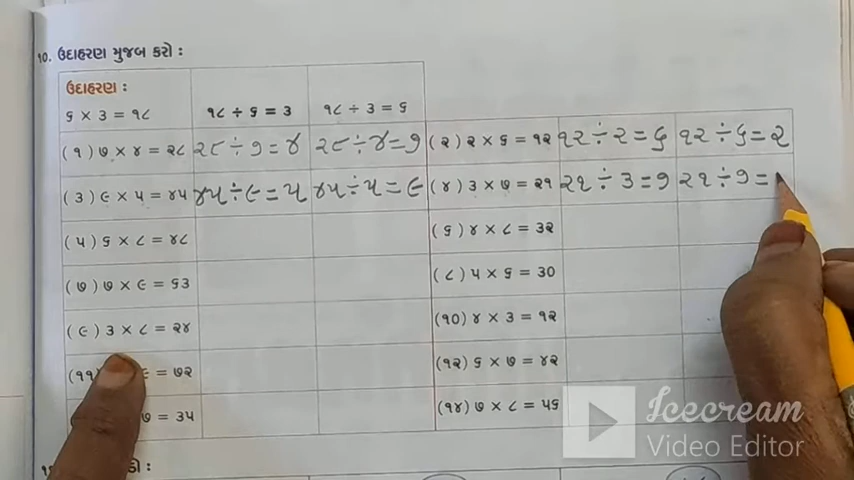 ૧૦. ઉદાહરણ મુજબ કરો :
ઉદાહરણ :
૬ × ૩ = ૧૮ ૧૮ ÷ ૬ = ૩ ૧૮ ÷ ૩ = ૬
(૧) ૭ × ૪ = ૨૮ ૨૮ ÷ ૭ = ૪ ૨૮ ÷ ૪ = ૭ (૨) ૨ × ૬ = ૧૨ ૧૨ ÷ ૨ = ૬ ૧૨ ÷ ૬ = ૨
(૩) ૯ × ૫ = ૪૫ ૪૫ ÷ ૯ = ૫ ૪૫ ÷ ૫ = ૯ (૪) ૩ × ૭ = ૨૧ ૨૧ ÷ ૩ = ૭ ૨૧ ÷ ૭ =
(૫) ૬ × ૮ = ૪૮ (૬) ૪ × ૮ = ૩૨
(૭) ૭ × ૯ = ૬૩ (૮) ૫ × ૬ = ૩૦
(૯) ૩ × ૮ = ૨૪ (૧૦) ૪ × ૩ = ૧૨
(૧૧ = ૭૨ (૧૨) ૬ × ૭ = ૪૨
૭ = ૩૫ (૧૪) ૭ × ૮ = ૫૬
Icecream
Video Editor